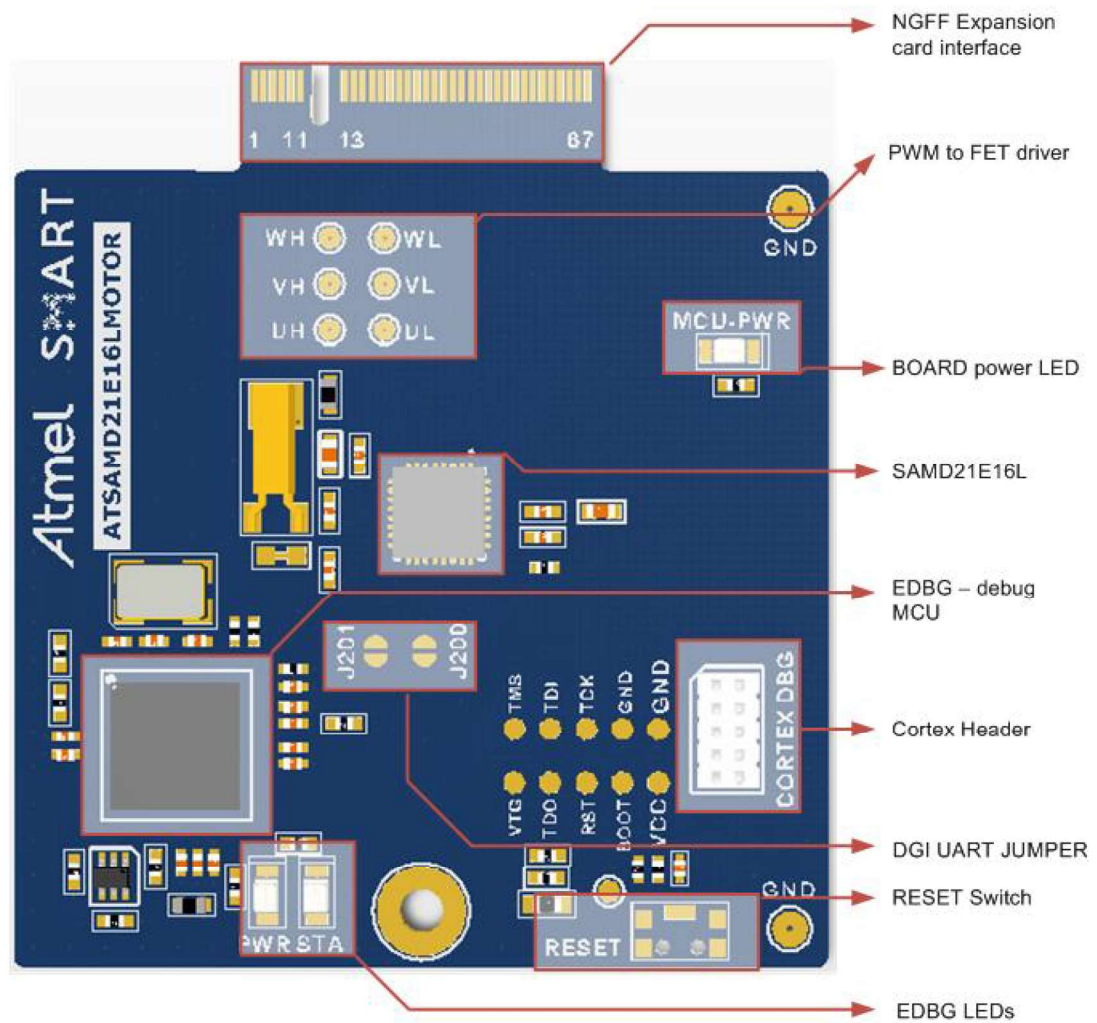 NGFF Expansion
card interface
1 11 13 67
PWM to FET driver
WH WL
VH VL
UH UL
GND
MCU-PWR
BOARD power LED
SAMD21E16L
Atmel SMART
ATSAMD21E16LMOTOR
EDBG – debug
MCU
J201 J200
TMS TDI TCK GND GND
VTG TDO RST BOOT VCC
CORTEX DBG
Cortex Header
DGI UART JUMPER
RESET Switch
GND
RESET
PWR STA
EDBG LEDs